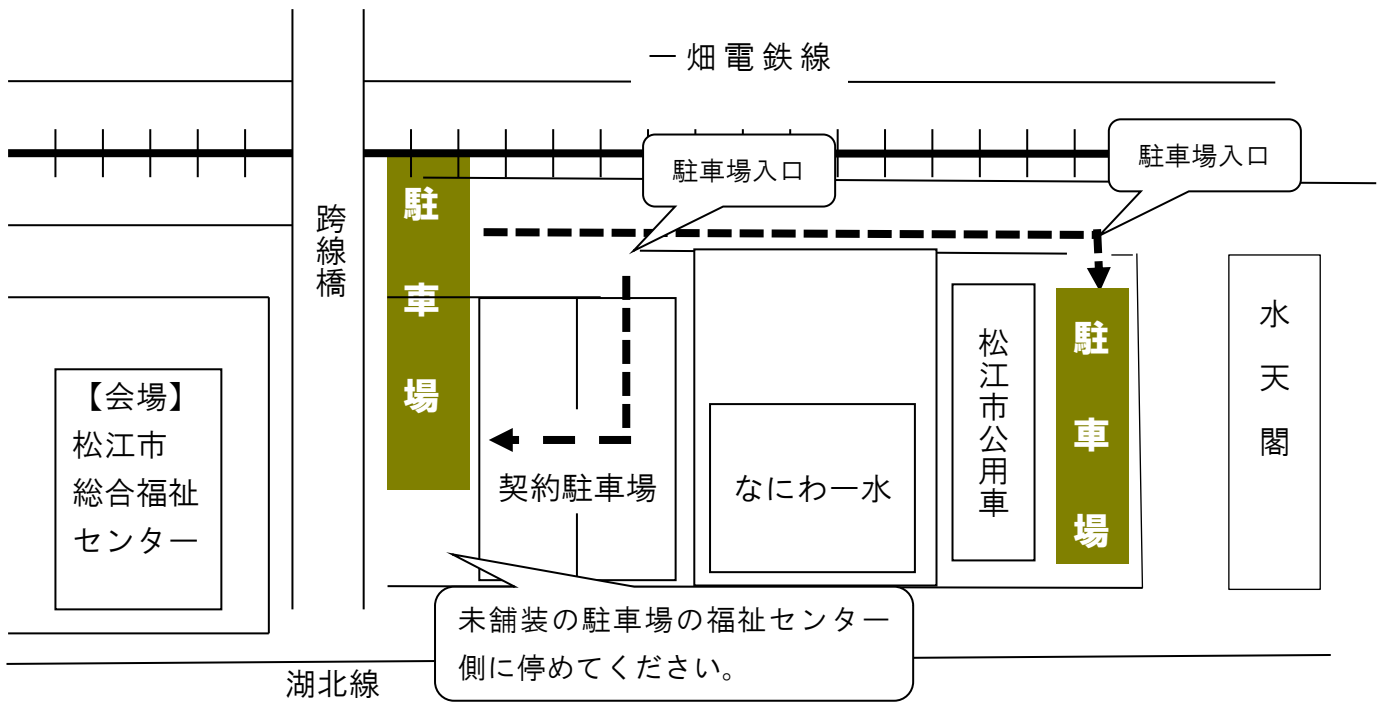 一畑電鉄線
駐車場入口
駐車場入口
跨線橋
駐車場
【会場】
松江市
総合福祉
センター
契約駐車場
なにわ一水
松江市公用車
駐車場
水天閣
未舗装の駐車場の福祉センター
側に停めてください。
湖北線